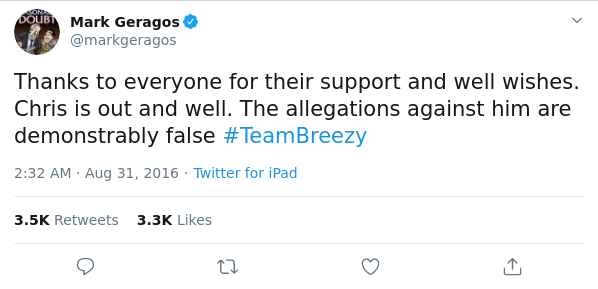 DOUBT
Mark Geragos
@markgeragos
Thanks to everyone for their support and well wishes.
Chris is out and well. The allegations against him are
demonstrably false #TeamBreezy
2:32 AM · Aug 31, 2016 · Twitter for iPad
3.5K Retweets 3.3K Likes